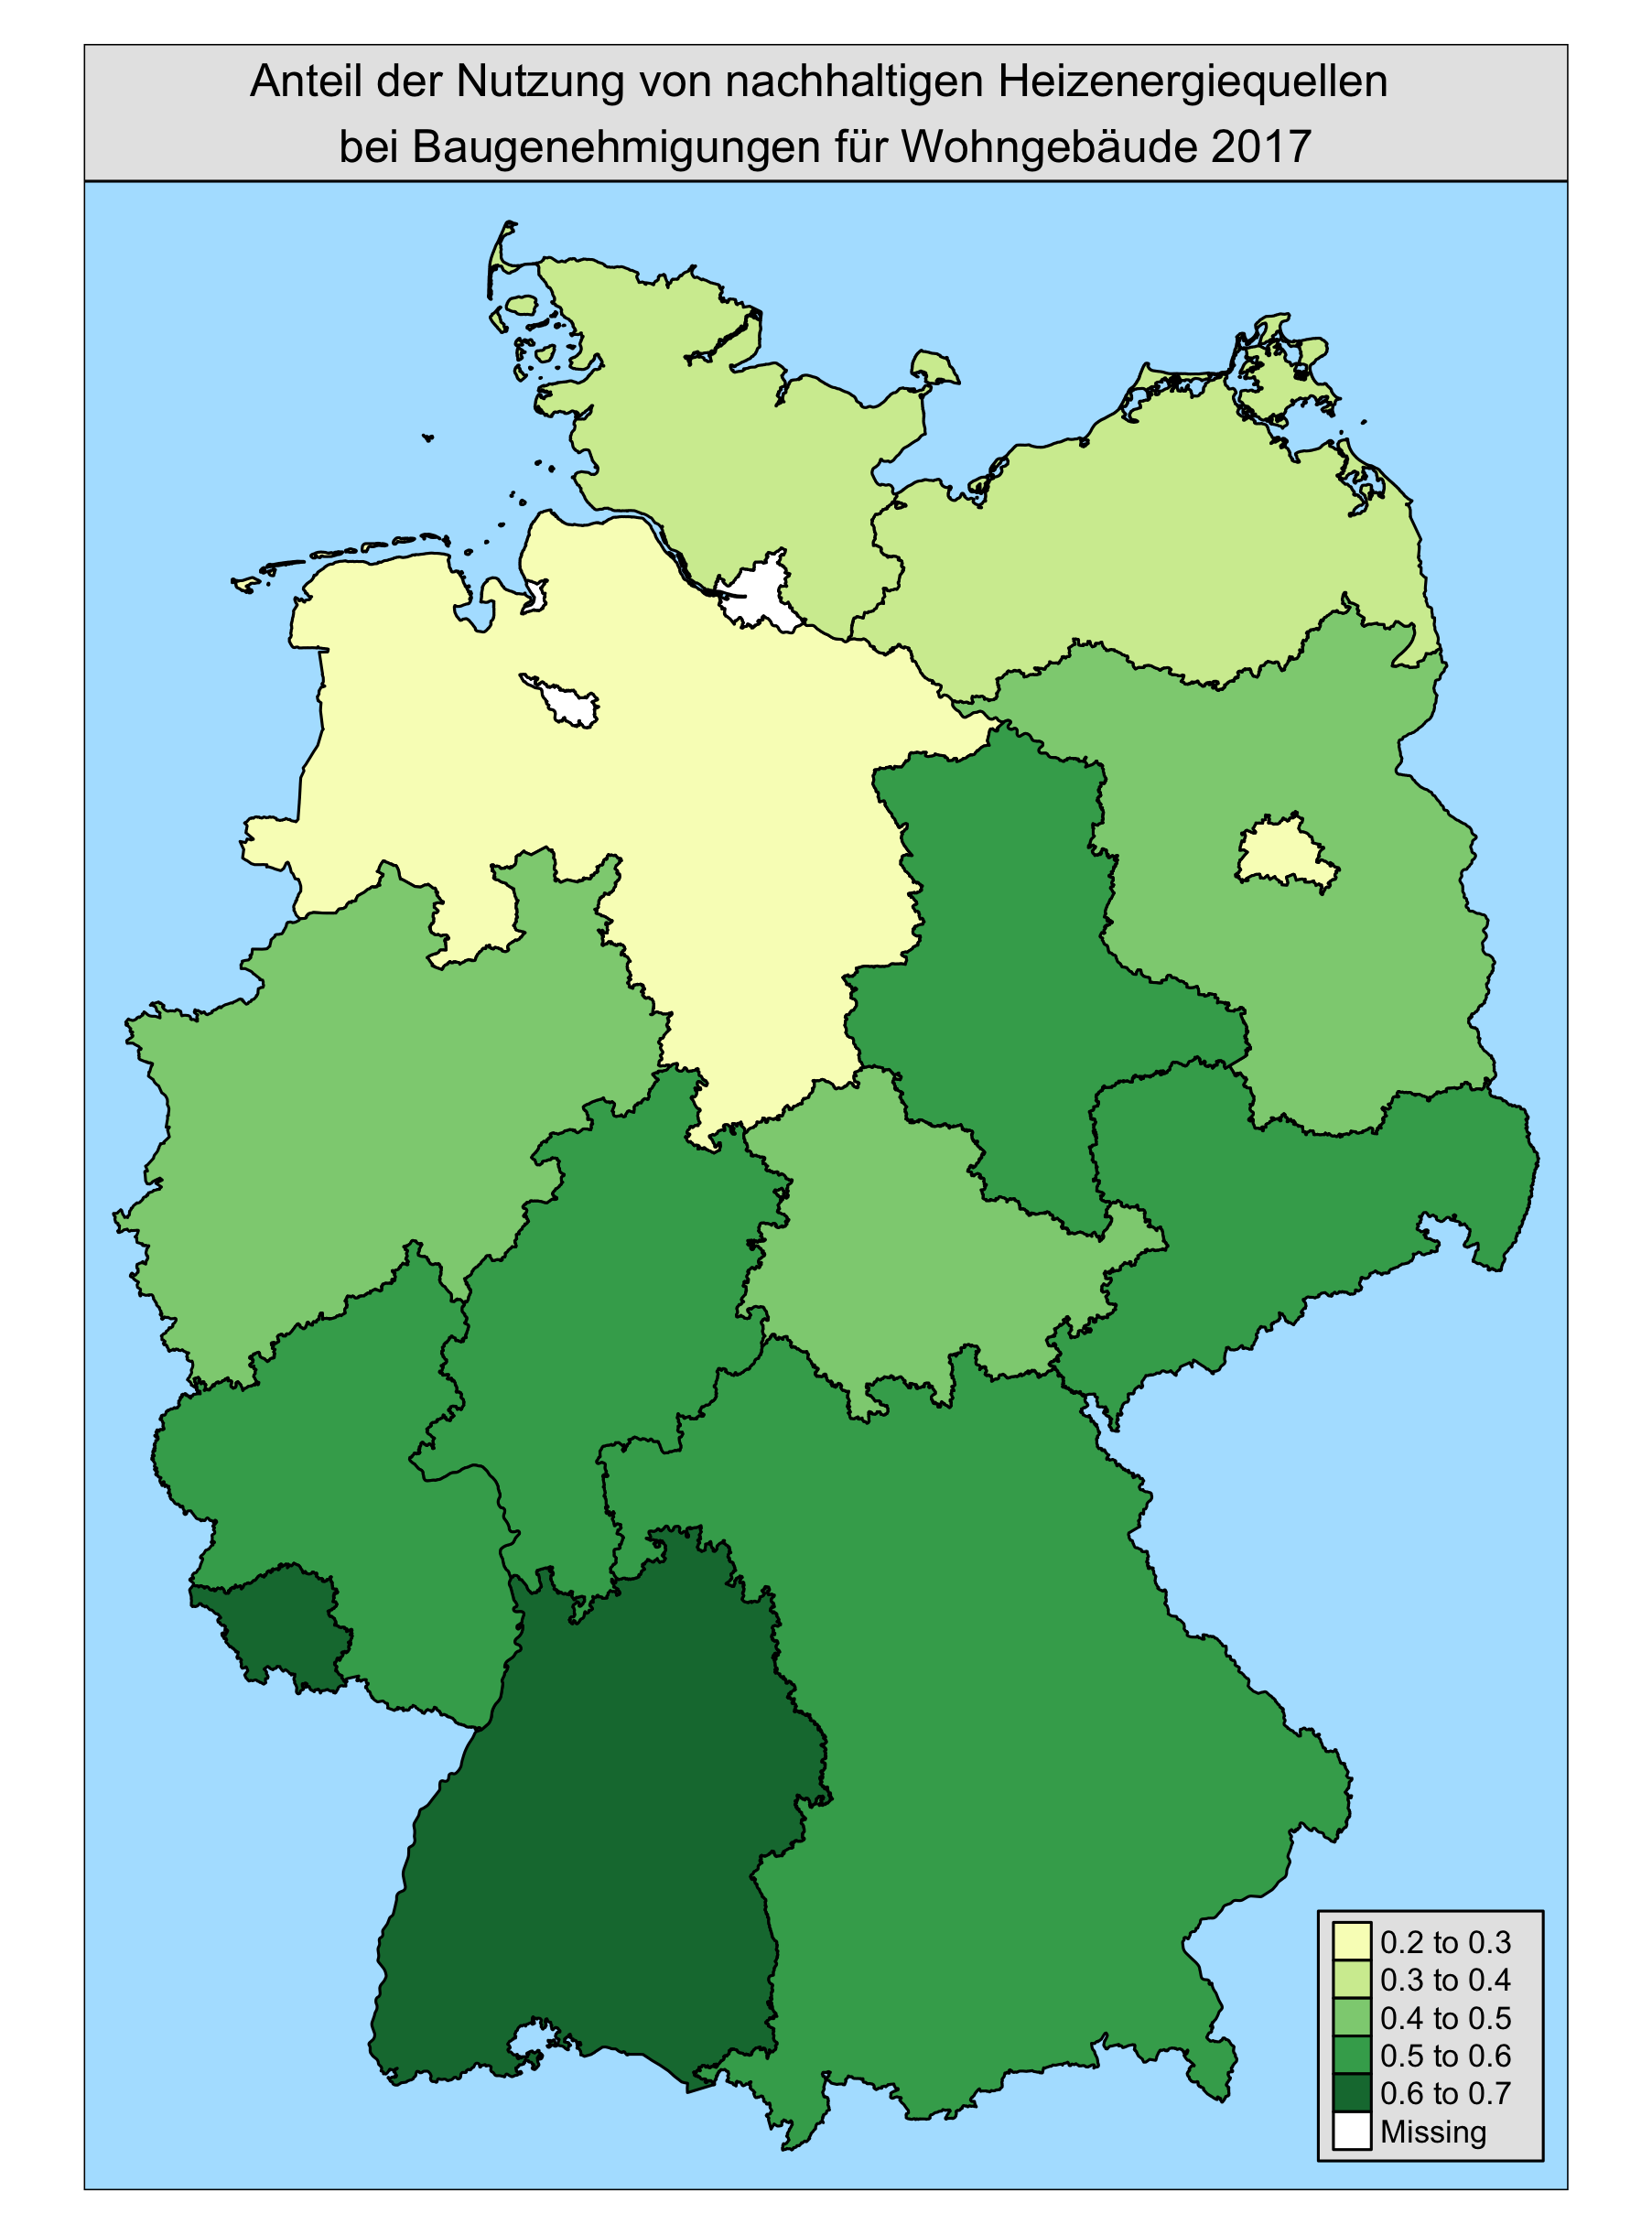 Anteil der Nutzung von nachhaltigen Heizenergiequellen
bei Baugenehmigungen für Wohngebäude 2017
0.2 to 0.3
0.3 to 0.4
0.4 to 0.5
0.5 to 0.6
0.6 to 0.7
Missing